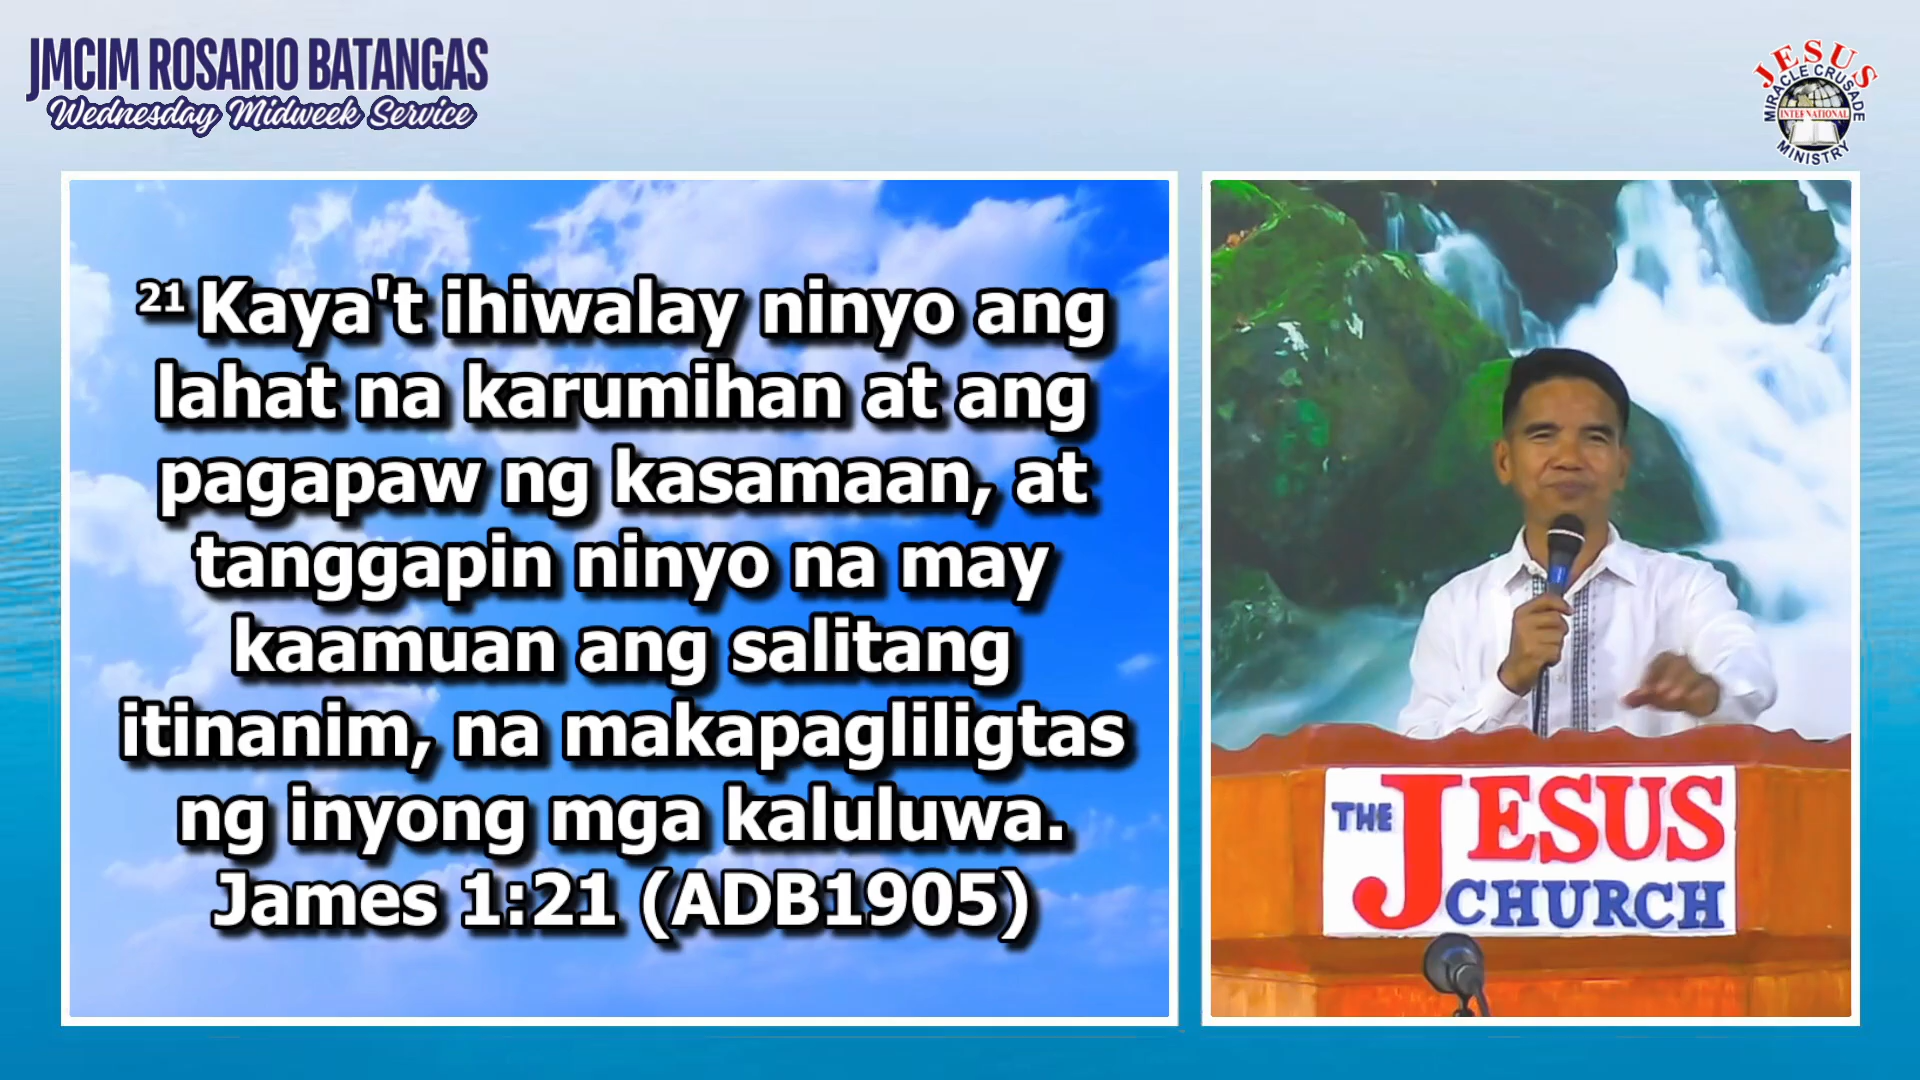 JMCIM ROSARIO BATANGAS
Wednesday Midweek Service
JESUS
MIRACLE CRUSADE
INTERNATIONAL
MINISTRY
21 Kaya't ihiwalay ninyo ang
lahat na karumihan at ang
pagapaw ng kasamaan, at
tanggapin ninyo na may
kaamuan ang salitang
itinanim, na makapagliligtas
ng inyong mga kaluluwa.
James 1:21 (ADB1905)
THE JESUS
CHURCH